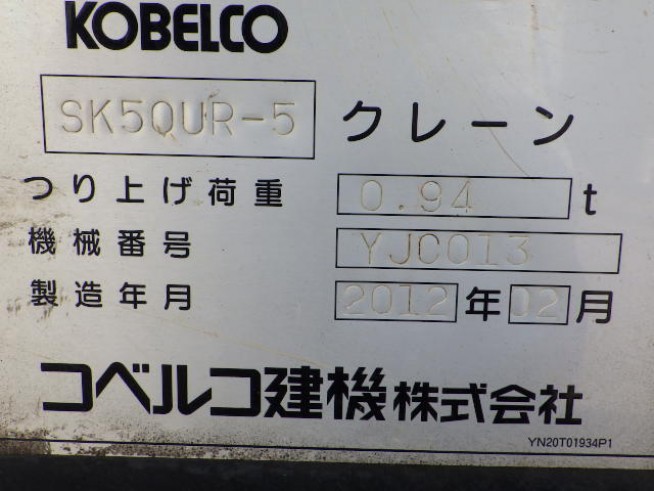 KOBELCO
SK50UR-5 クレーン
つり上げ荷重 0.94 t
機械番号 YJC013
製造年月 2012 年 02 月
コベルコ建機株式会社
YN20T01934P1